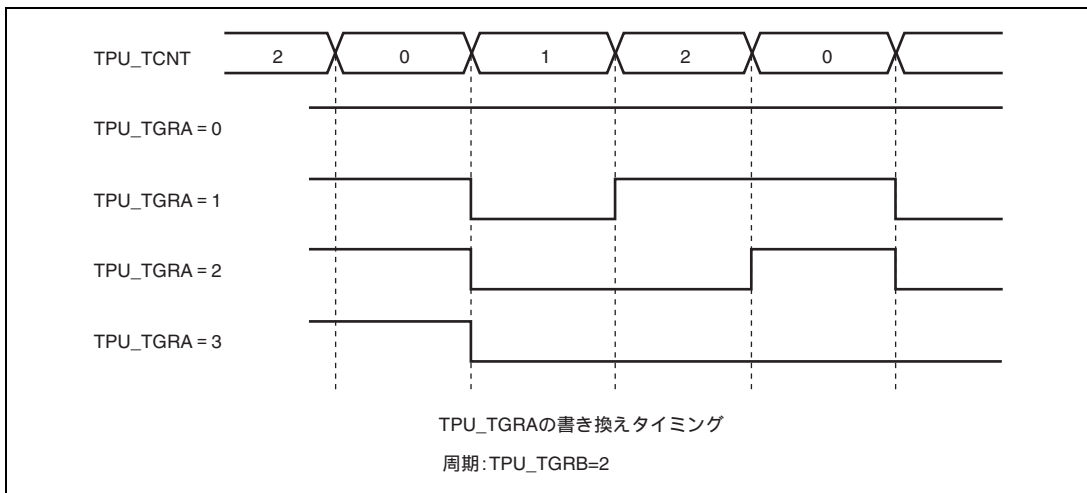 TPU_TCNT 2 0 1 2 0
TPU_TGRA = 0
TPU_TGRA = 1
TPU_TGRA = 2
TPU_TGRA = 3
TPU_TGRAの書き換えタイミング
周期:TPU_TGRB=2